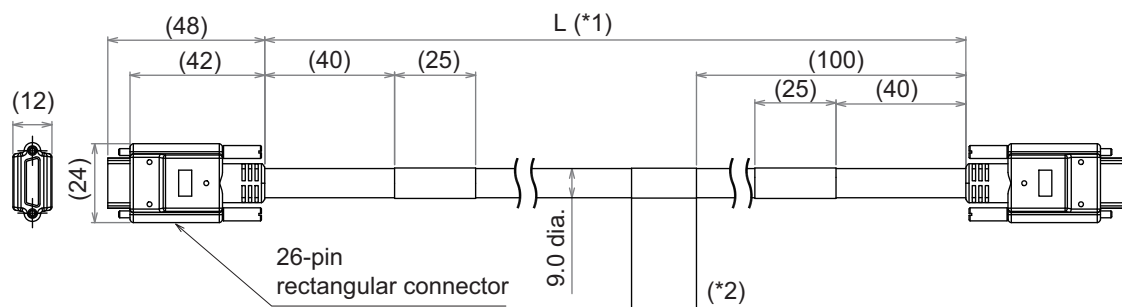 (48)
L (*1)
(42)
(40)
(25)
(100)
(12)
(25)
(40)
(24)
9.0 dia.
26-pin
rectangular connector
(*2)